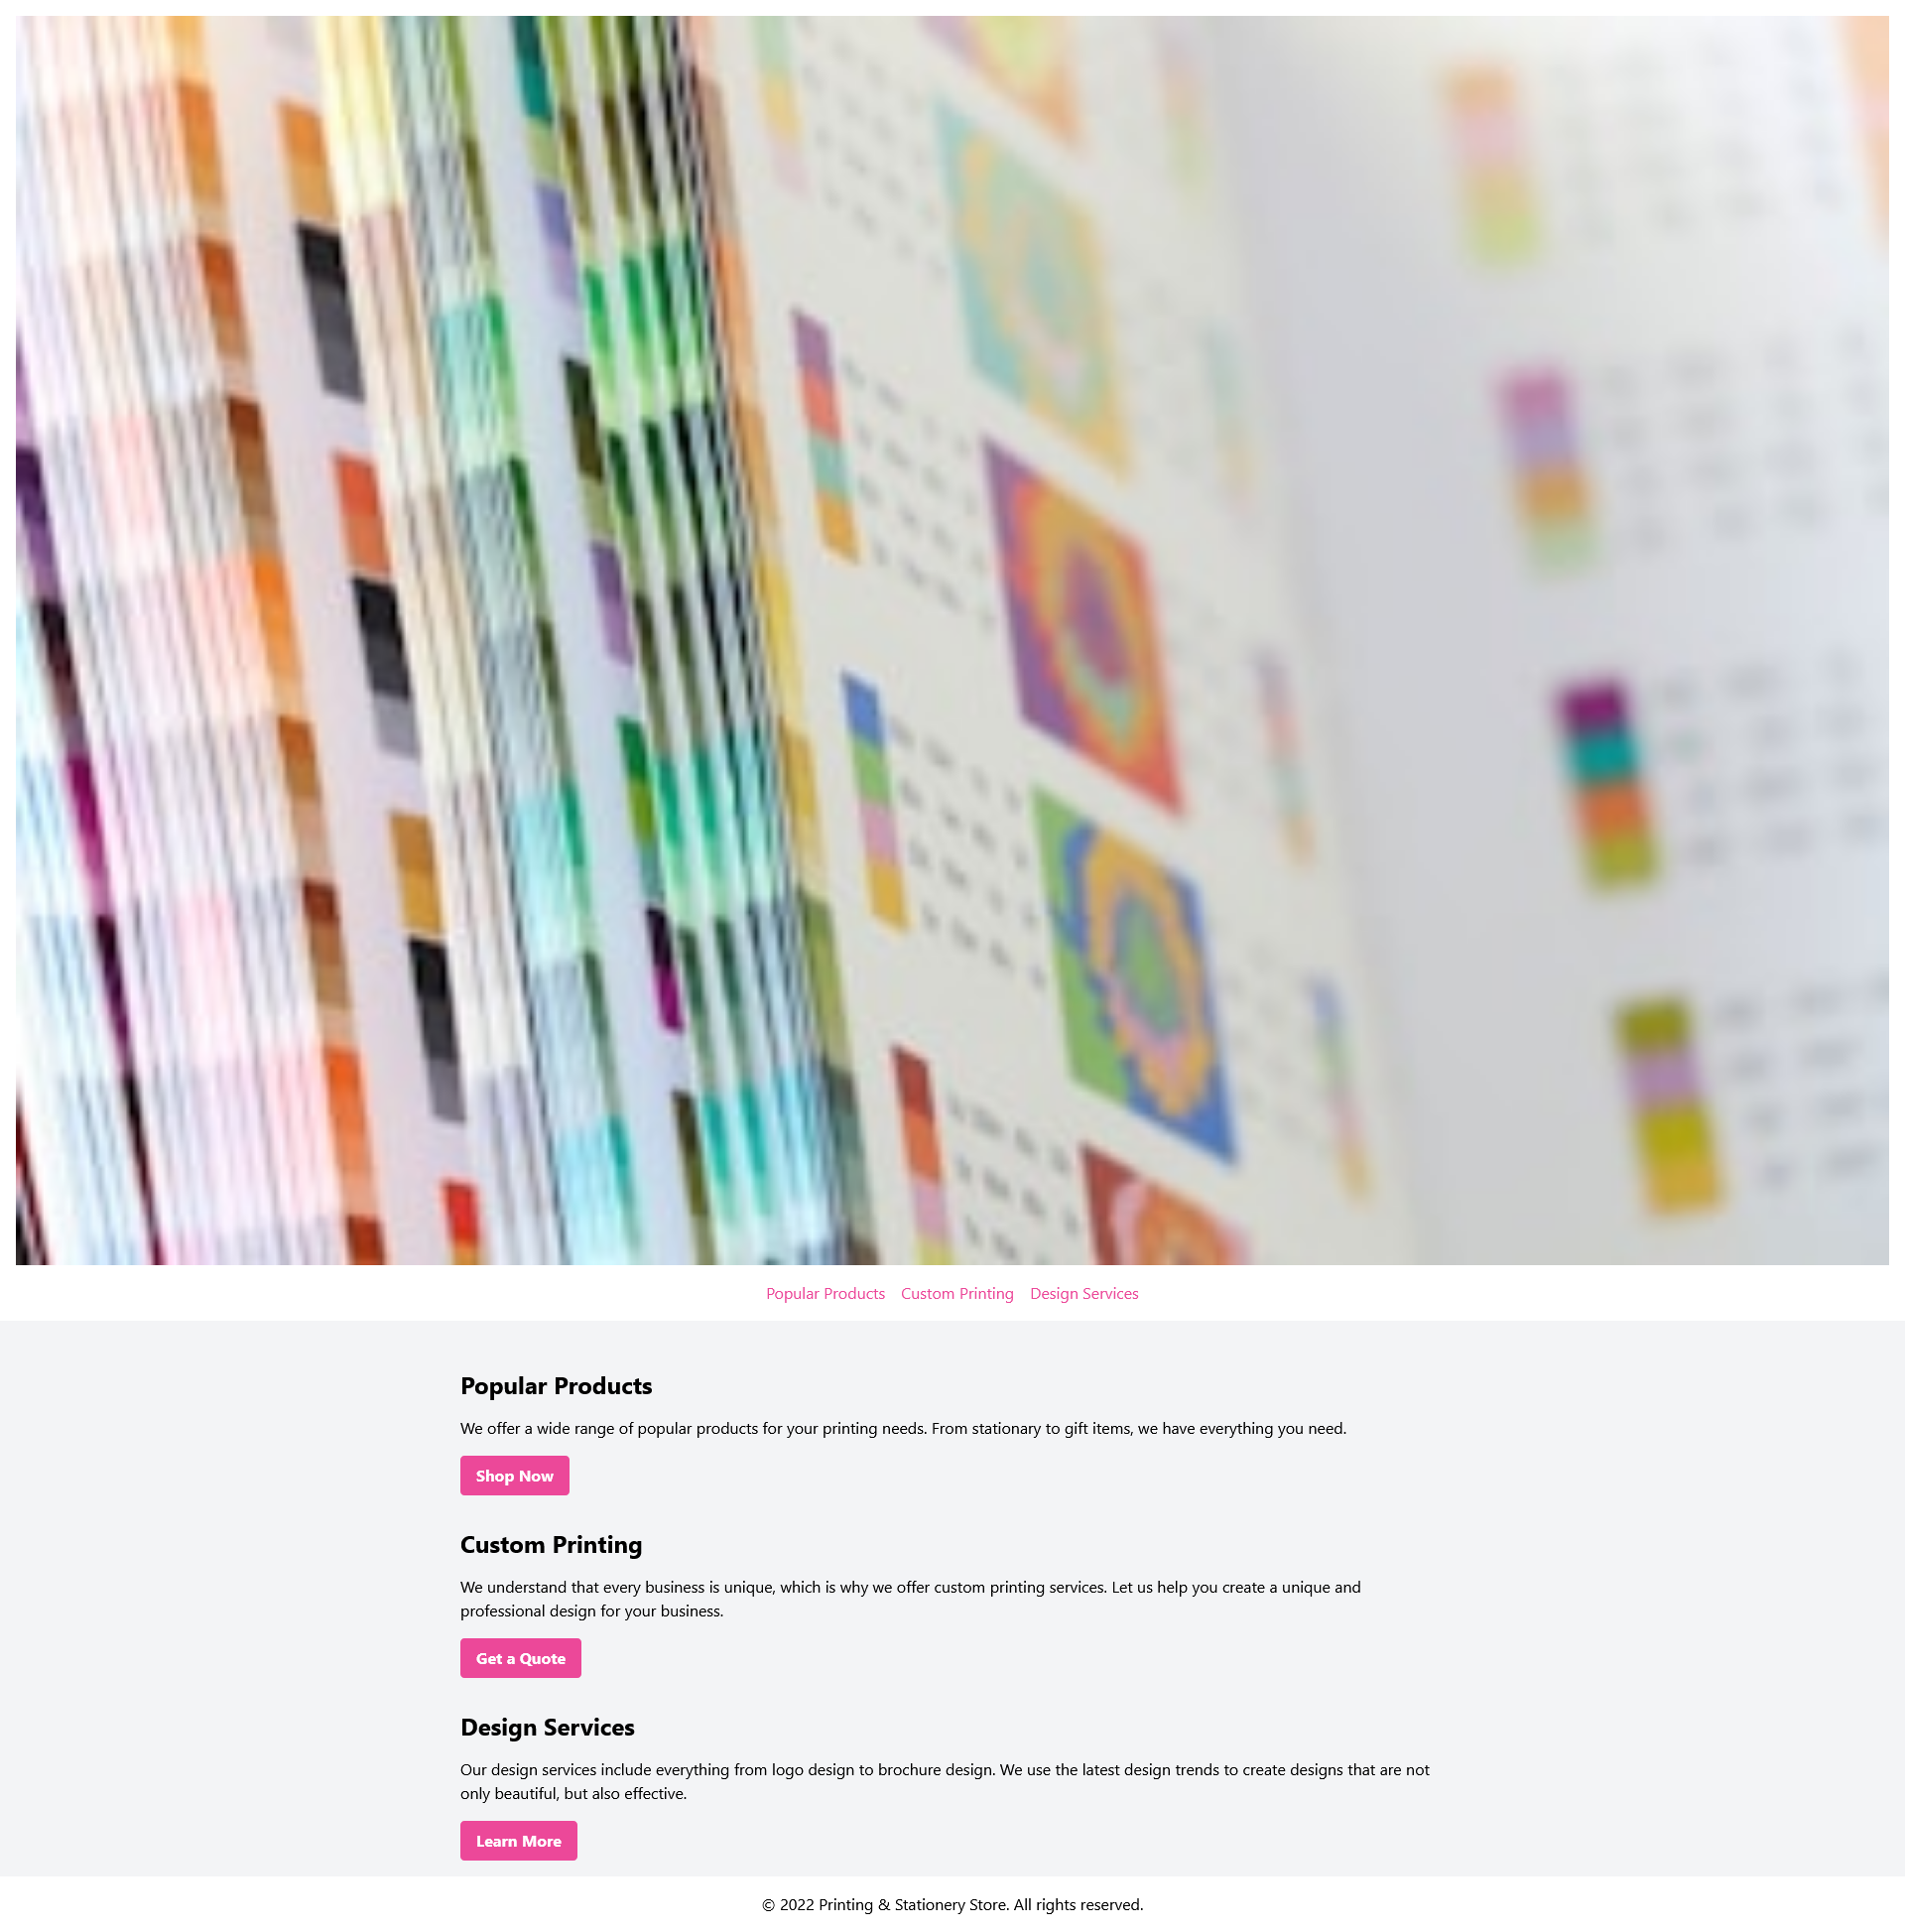 Popular Products Custom Printing Design Services
Popular Products
We offer a wide range of popular products for your printing needs. From stationary to gift items, we have everything you need.
Shop Now
Custom Printing
We understand that every business is unique, which is why we offer custom printing services. Let us help you create a unique and
professional design for your business.
Get a Quote
Design Services
Our design services include everything from logo design to brochure design. We use the latest design trends to create designs that are not
only beautiful, but also effective.
Learn More
© 2022 Printing & Stationery Store. All rights reserved.